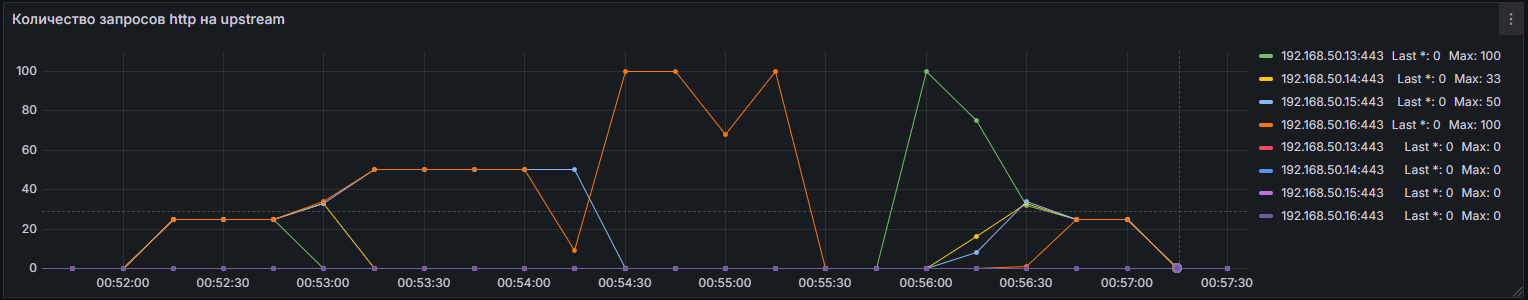 Количество запросов http на upstream
100
80
60
40
20
0
00:52:00 00:52:30 00:53:00 00:53:30 00:54:00 00:54:30 00:55:00 00:55:30 00:56:00 00:56:30 00:57:00 00:57:30
192.168.50.13:443 Last *: 0 Max: 100
192.168.50.14:443 Last *: 0 Max: 33
192.168.50.15:443 Last *: 0 Max: 50
192.168.50.16:443 Last *: 0 Max: 100
192.168.50.13:443 Last *: 0 Max: 0
192.168.50.14:443 Last *: 0 Max: 0
192.168.50.15:443 Last *: 0 Max: 0
192.168.50.16:443 Last *: 0 Max: 0